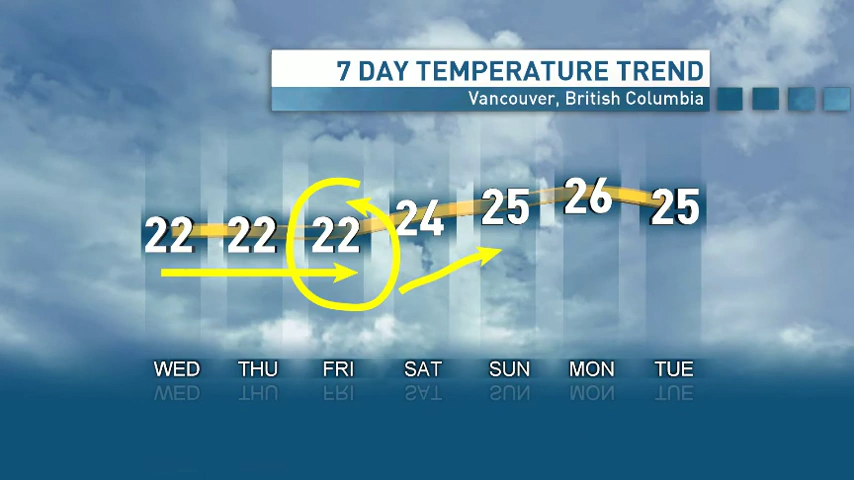 7 DAY TEMPERATURE TREND
Vancouver, British Columbia
22 22 22 24 25 26 25
WED THU FRI SAT SUN MON TUE